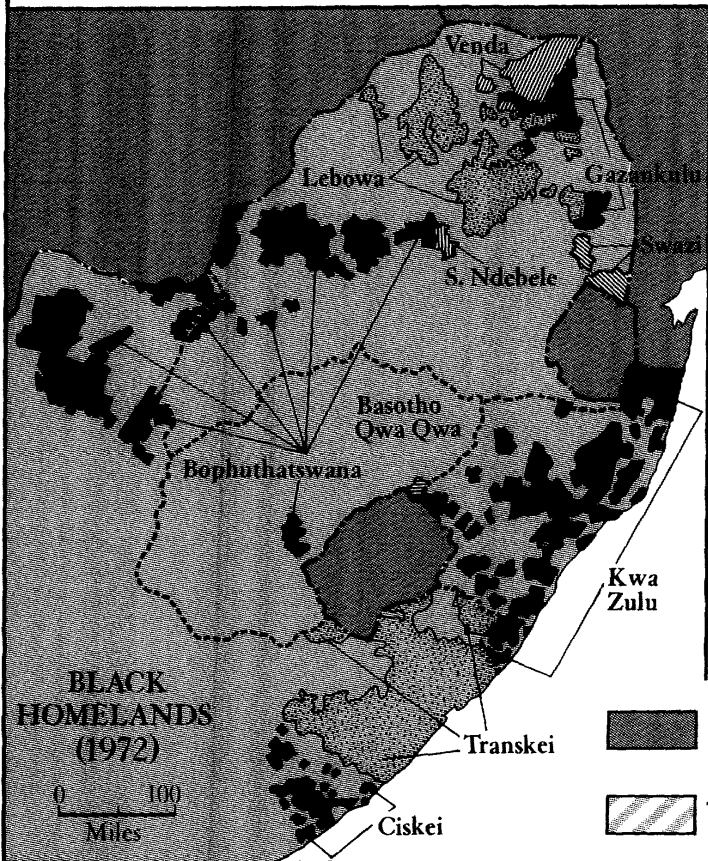 Venda
Lebowa
Gazankulu
Swazi
S. Ndebele
Basotho
Qwa Qwa
Bophuthatswana
Kwa
Zulu
BLACK
HOMELANDS
(1972)
0 100
Miles
Transkei
Ciskei